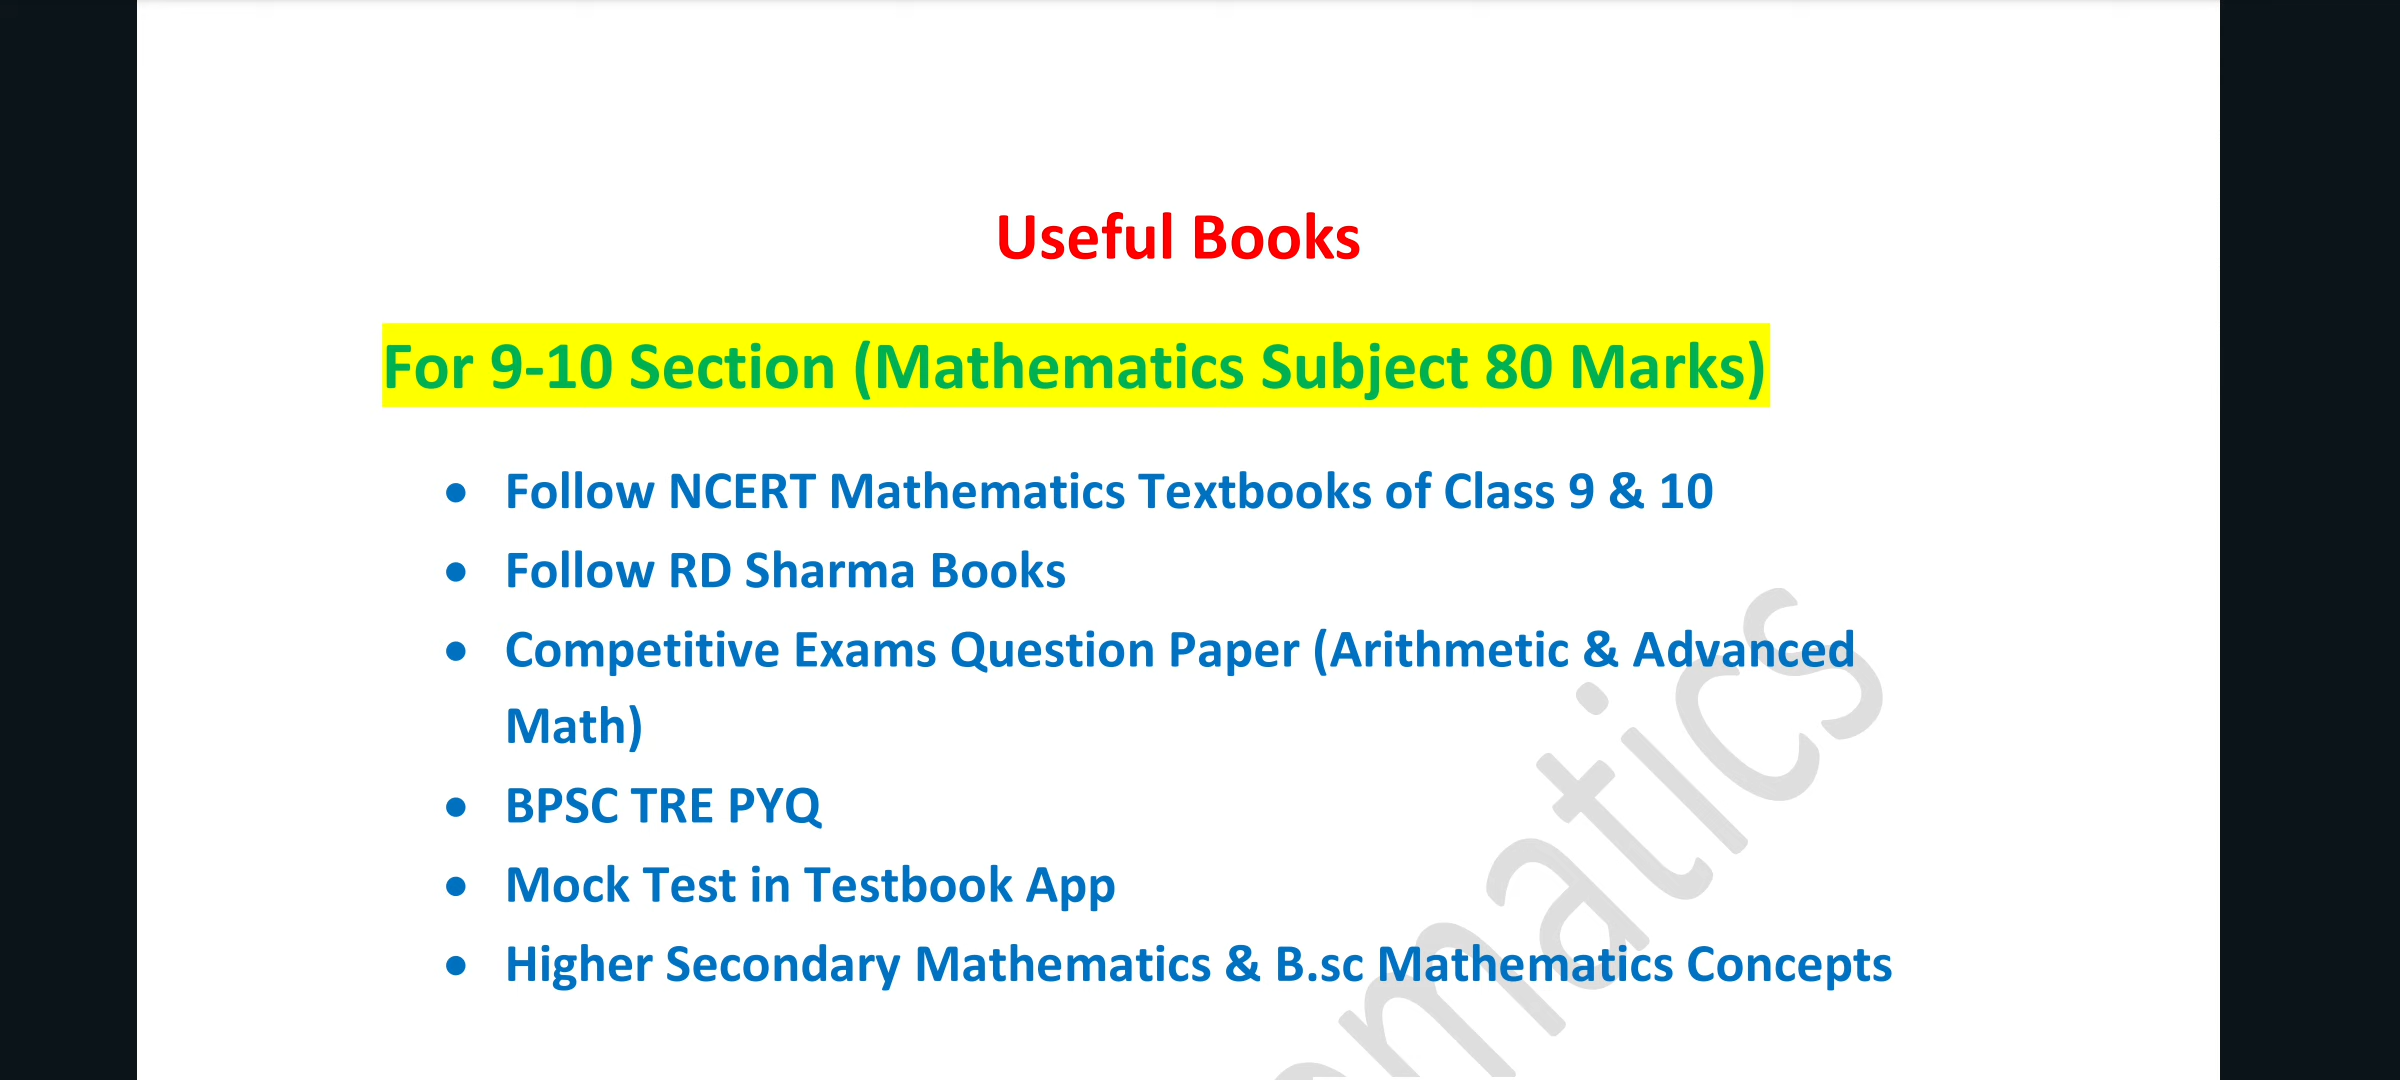 Useful Books
For 9-10 Section (Mathematics Subject 80 Marks)
• Follow NCERT Mathematics Textbooks of Class 9 & 10
• Follow RD Sharma Books
• Competitive Exams Question Paper (Arithmetic & Advanced
Math)
• BPSC TRE PYQ
• Mock Test in Testbook App
• Higher Secondary Mathematics & B.sc Mathematics Concepts
matics